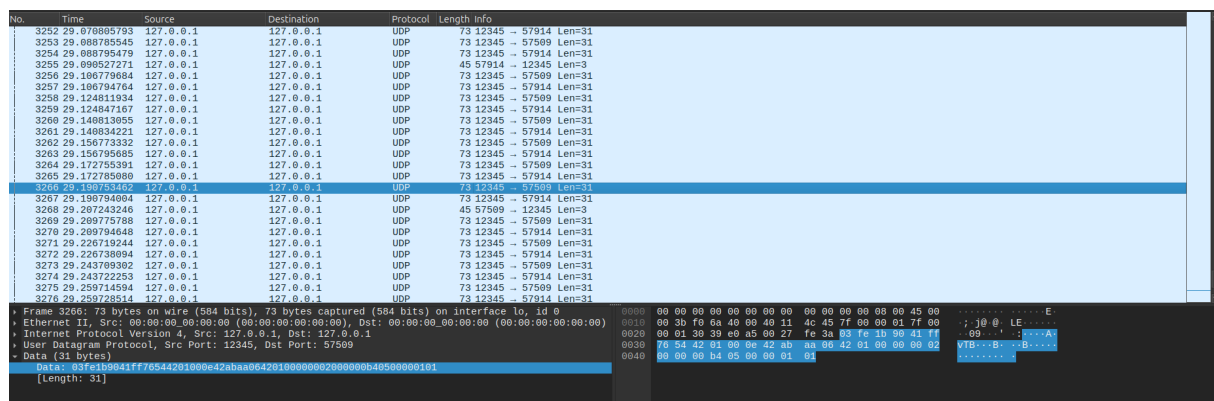 No. Time Source Destination Protocol Length Info
3252 29.070805793 127.0.0.1 127.0.0.1 UDP 73 12345 → 57914 Len=31
3253 29.088785545 127.0.0.1 127.0.0.1 UDP 73 12345 → 57509 Len=31
3254 29.088795479 127.0.0.1 127.0.0.1 UDP 73 12345 → 57914 Len=31
3255 29.090527271 127.0.0.1 127.0.0.1 UDP 45 57914 → 12345 Len=3
3256 29.106779684 127.0.0.1 127.0.0.1 UDP 73 12345 → 57509 Len=31
3257 29.106794764 127.0.0.1 127.0.0.1 UDP 73 12345 → 57914 Len=31
3258 29.124811934 127.0.0.1 127.0.0.1 UDP 73 12345 → 57509 Len=31
3259 29.124847167 127.0.0.1 127.0.0.1 UDP 73 12345 → 57914 Len=31
3260 29.140813055 127.0.0.1 127.0.0.1 UDP 73 12345 → 57509 Len=31
3261 29.140834221 127.0.0.1 127.0.0.1 UDP 73 12345 → 57914 Len=31
3262 29.156773332 127.0.0.1 127.0.0.1 UDP 73 12345 → 57509 Len=31
3263 29.156795685 127.0.0.1 127.0.0.1 UDP 73 12345 → 57914 Len=31
3264 29.172755391 127.0.0.1 127.0.0.1 UDP 73 12345 → 57509 Len=31
3265 29.172785080 127.0.0.1 127.0.0.1 UDP 73 12345 → 57914 Len=31
3266 29.190753462 127.0.0.1 127.0.0.1 UDP 73 12345 → 57509 Len=31
3267 29.190794004 127.0.0.1 127.0.0.1 UDP 73 12345 → 57914 Len=31
3268 29.207243246 127.0.0.1 127.0.0.1 UDP 45 57509 → 12345 Len=3
3269 29.209775788 127.0.0.1 127.0.0.1 UDP 73 12345 → 57509 Len=31
3270 29.209794648 127.0.0.1 127.0.0.1 UDP 73 12345 → 57914 Len=31
3271 29.226719244 127.0.0.1 127.0.0.1 UDP 73 12345 → 57509 Len=31
3272 29.226738094 127.0.0.1 127.0.0.1 UDP 73 12345 → 57914 Len=31
3273 29.243709302 127.0.0.1 127.0.0.1 UDP 73 12345 → 57509 Len=31
3274 29.243722253 127.0.0.1 127.0.0.1 UDP 73 12345 → 57914 Len=31
3275 29.259714594 127.0.0.1 127.0.0.1 UDP 73 12345 → 57509 Len=31
3276 29.259728514 127.0.0.1 127.0.0.1 UDP 73 12345 → 57914 Len=31
Frame 3266: 73 bytes on wire (584 bits), 73 bytes captured (584 bits) on interface lo, id 0
Ethernet II, Src: 00:00:00_00:00:00 (00:00:00:00:00:00), Dst: 00:00:00_00:00:00 (00:00:00:00:00:00)
Internet Protocol Version 4, Src: 127.0.0.1, Dst: 127.0.0.1
User Datagram Protocol, Src Port: 12345, Dst Port: 57509
Data (31 bytes)
Data: 03fe1b9041ff76544201000e42abaa06420100000002000000b40500000101
[Length: 31]
0000 00 00 00 00 00 00 00 00 00 00 00 00 08 00 45 00 ········ ······E·
0010 00 3b f0 6a 40 00 40 11 4c 45 7f 00 00 01 7f 00 ·;·j@·@· LE······
0020 00 01 30 39 e0 a5 00 27 fe 3a 03 fe 1b 90 41 ff ··09···' ·:····A·
0030 76 54 42 01 00 0e 42 ab aa 06 42 01 00 00 00 02 vTB···B· ··B·····
0040 00 00 00 b4 05 00 00 01 01 ········ ·